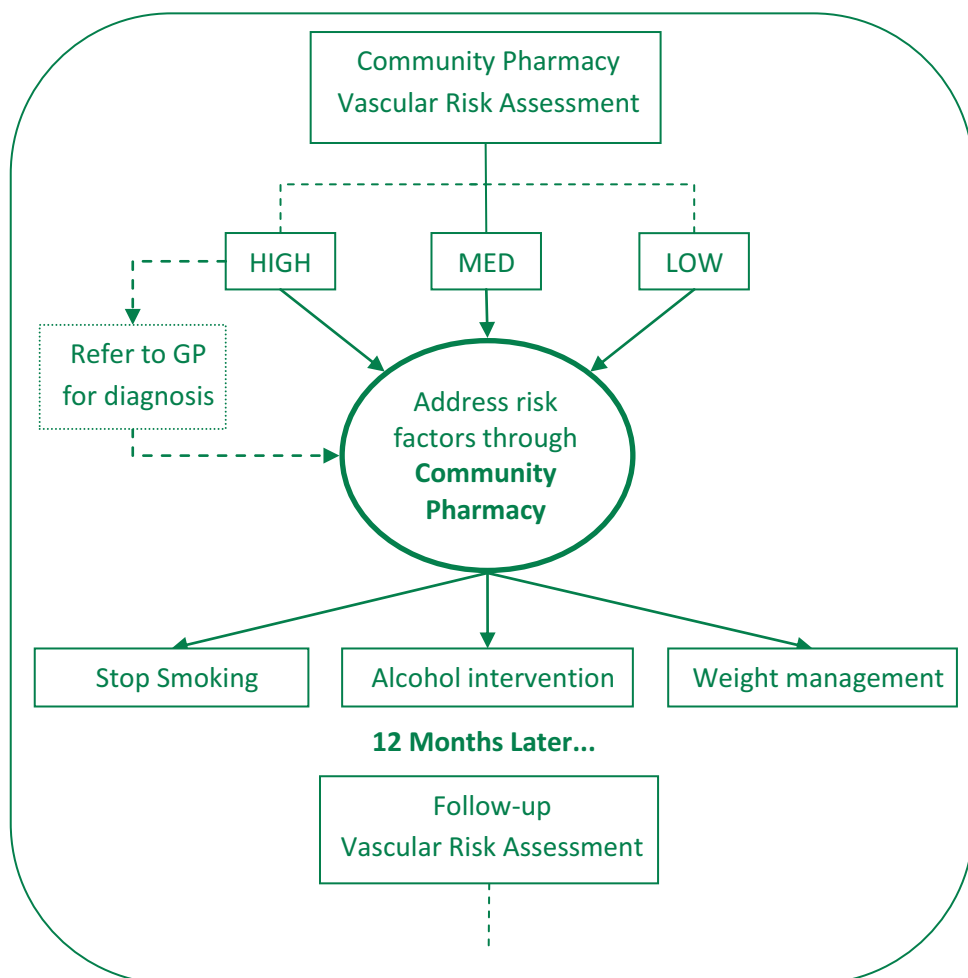 Community Pharmacy
Vascular Risk Assessment
HIGH
MED
LOW
Refer to GP
for diagnosis
Address risk
factors through
Community
Pharmacy
Stop Smoking
Alcohol intervention
Weight management
12 Months Later...
Follow-up
Vascular Risk Assessment